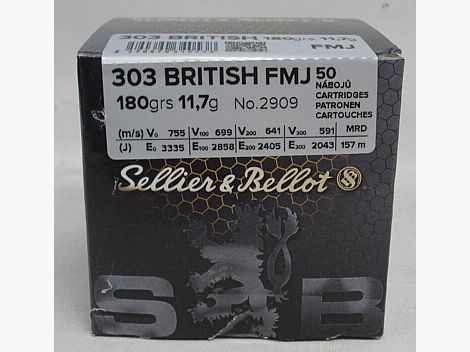 303 BRITISH 180grs 11,7g
FMJ
303 BRITISH FMJ 50
NÁBOJŮ
CARTRIDGES
PATRONEN
CARTOUCHES
180grs 11,7g No.2909
(m/s) V0 755 V100 699 V200 641 V300 591 MRD
(J) E0 3335 E100 2858 E200 2405 E300 2043 157 m
Sellier & Bellot
SB
S B